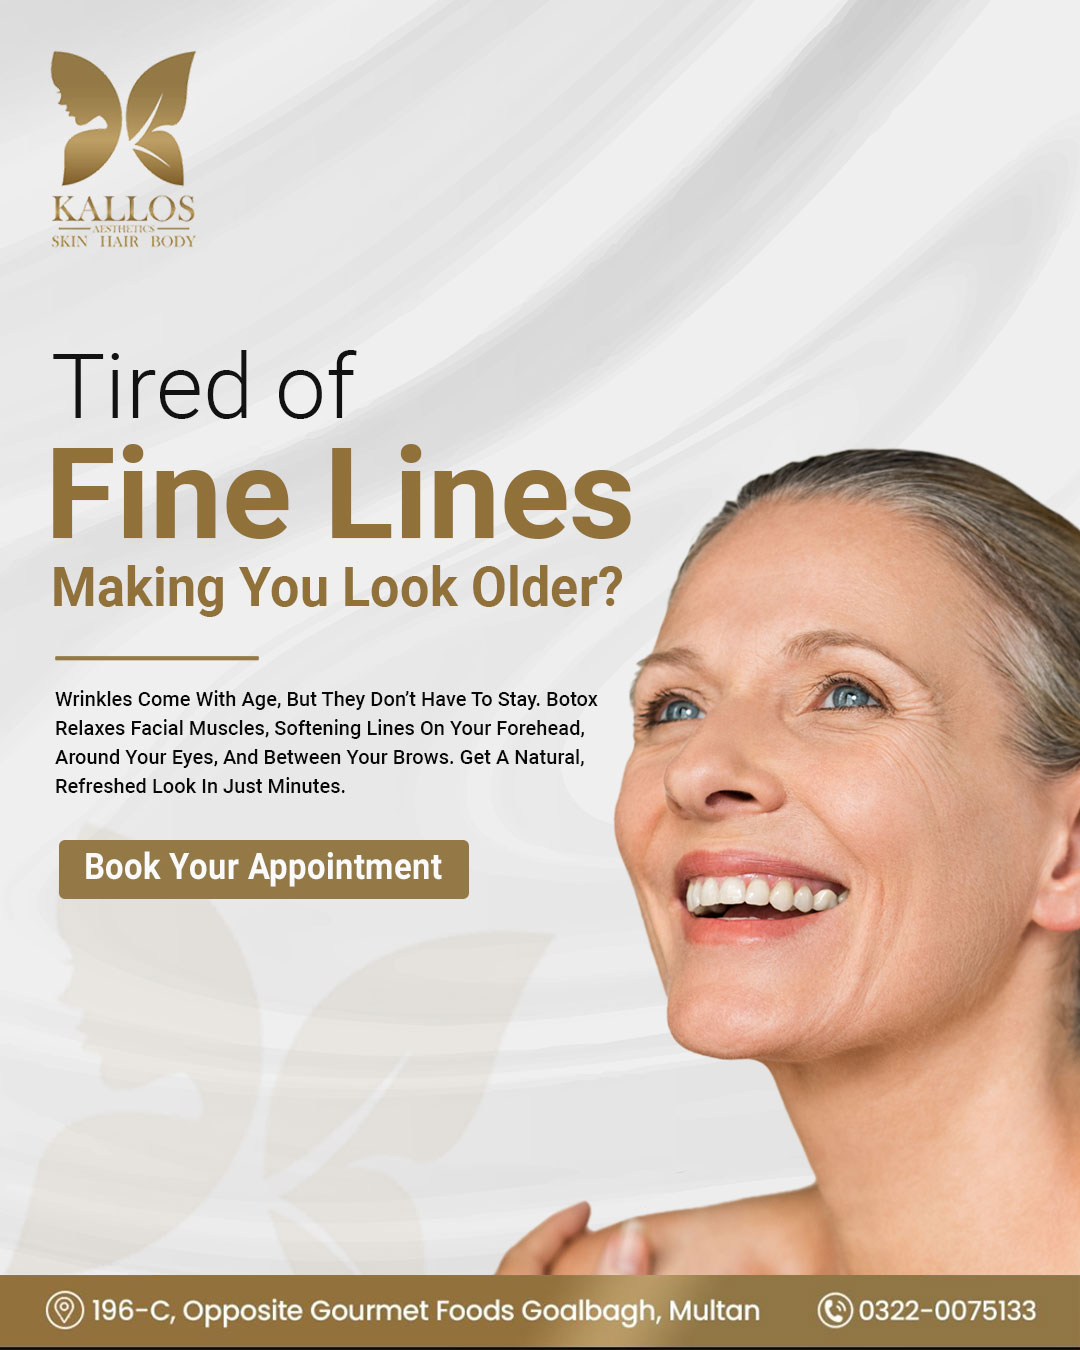 KALLOS
AESTHETICS
SKIN HAIR BODY
Tired of
Fine Lines
Making You Look Older?
Wrinkles Come With Age, But They Don’t Have To Stay. Botox
Relaxes Facial Muscles, Softening Lines On Your Forehead,
Around Your Eyes, And Between Your Brows. Get A Natural,
Refreshed Look In Just Minutes.
Book Your Appointment
196-C, Opposite Gourmet Foods Goalbagh, Multan
0322-0075133